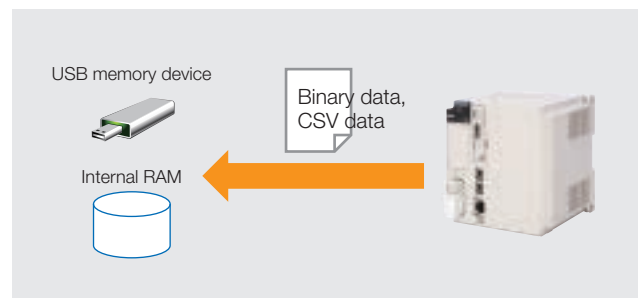 USB memory device
Binary data,
CSV data
Internal RAM